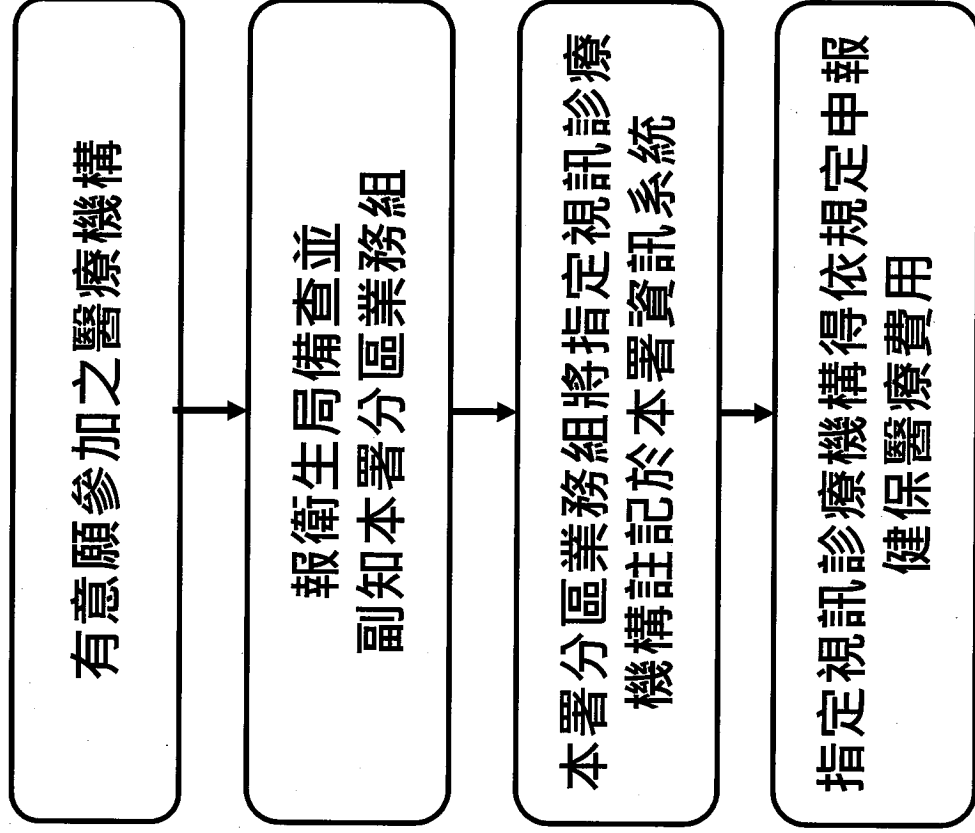 有意願參加之醫療機構
報衛生局備查並
副知本署分區業務組
本署分區業務組將指定視訊診療
機構註記於本署資訊系統
指定視訊診療機構得依規定申報
健保醫療費用